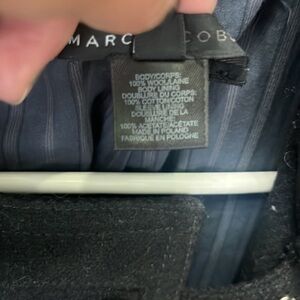 MARC COBS
BODY/CORPS:
100% WOOL/LAINE
BODY LINING
DOUBLURE DU CORPS:
100% COTTON/COTON
SLEEVE LINING
DOUBLURE DE LA
MANCHE:
100% ACETATE/ACETATE
MADE IN POLAND
FABRIQUE EN POLOGNE